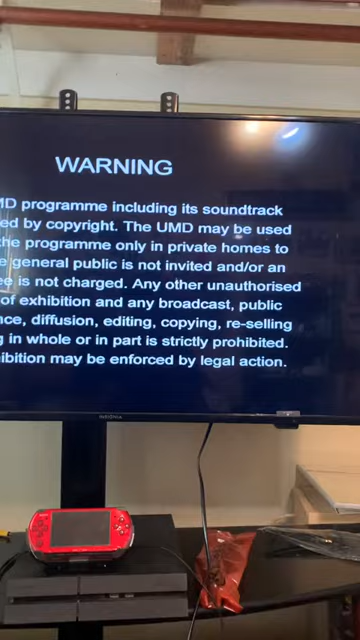 WARNING
MD programme including its soundtrack
ed by copyright. The UMD may be used
he programme only in private homes to
e general public is not invited and/or an
ee is not charged. Any other unauthorised
of exhibition and any broadcast, public
nce, diffusion, editing, copying, re-selling
g in whole or in part is strictly prohibited.
ibition may be enforced by legal action.
INSIGNIA